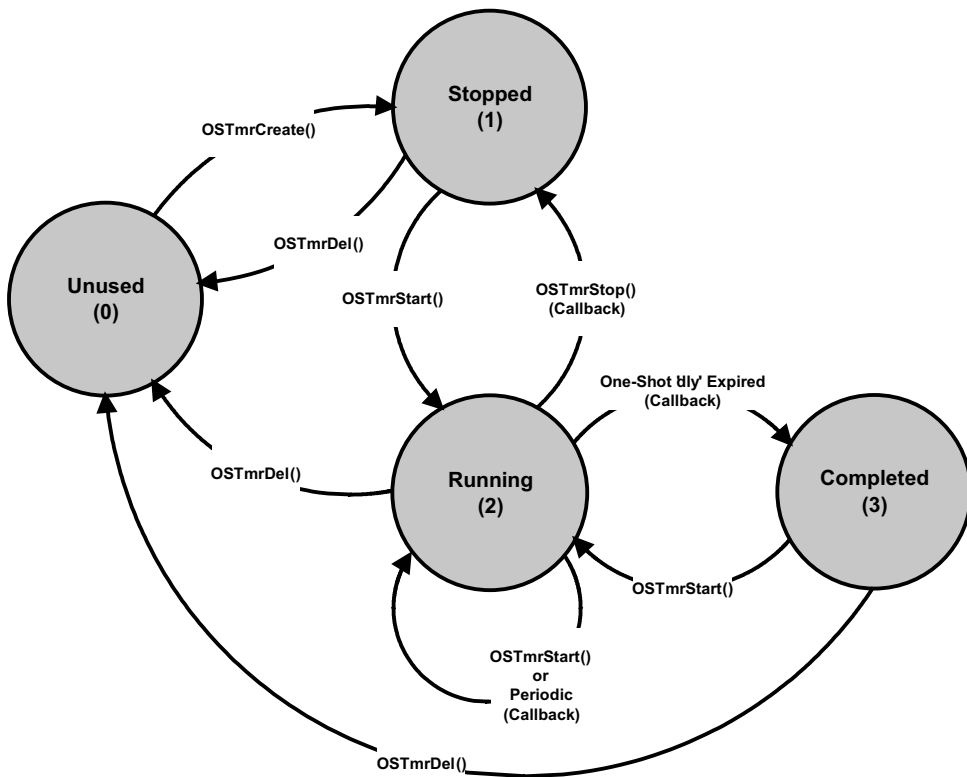 Stopped
(1)
OSTmrCreate()
OSTmrDel()
Unused
(0)
OSTmrStart()
OSTmrStop()
(Callback)
One-Shot 'dly' Expired
(Callback)
OSTmrDel()
Running
(2)
Completed
(3)
OSTmrStart()
OSTmrStart()
or
Periodic
(Callback)
OSTmrDel()